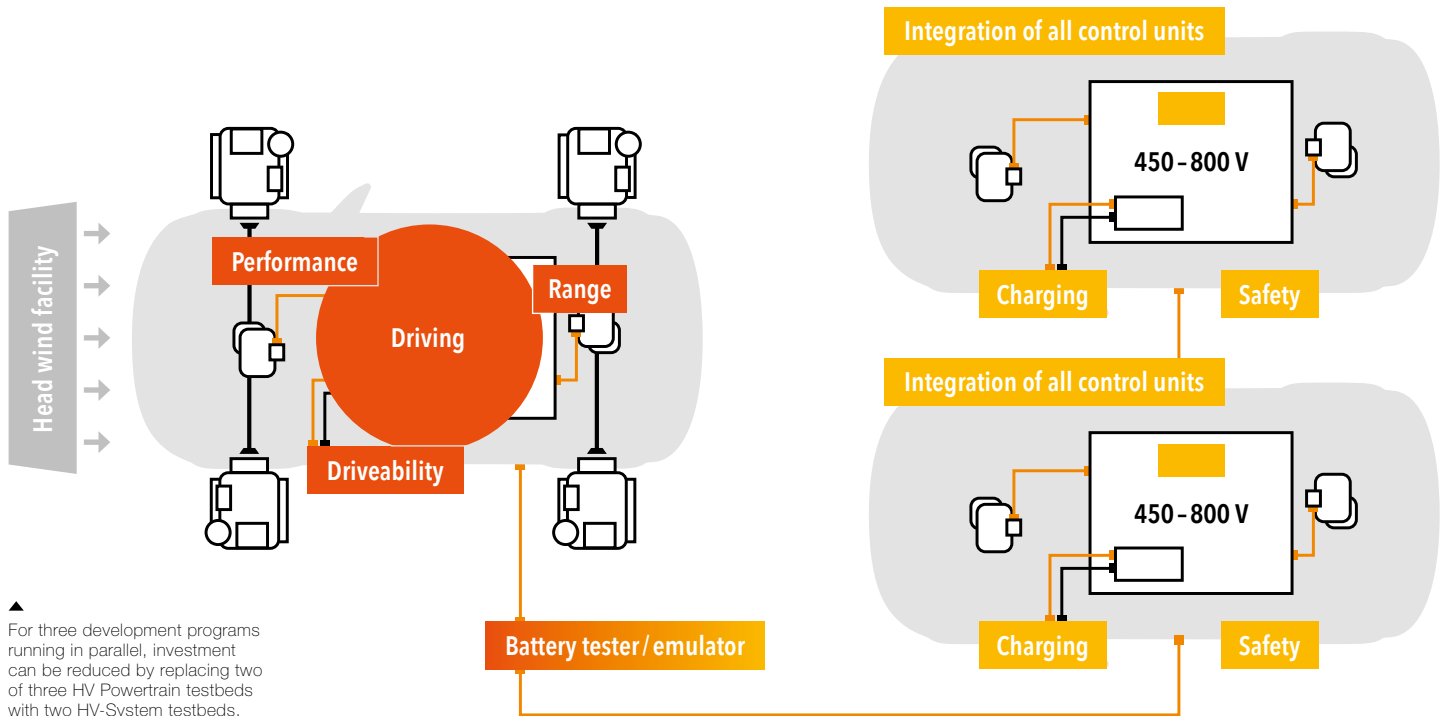 Head wind facility
Performance
Range
Driving
Driveability
Battery tester / emulator
▲
For three development programs
running in parallel, investment
can be reduced by replacing two
of three HV Powertrain testbeds
with two HV-System testbeds.
Integration of all control units
450 – 800 V
Charging
Safety
Integration of all control units
450 – 800 V
Charging
Safety